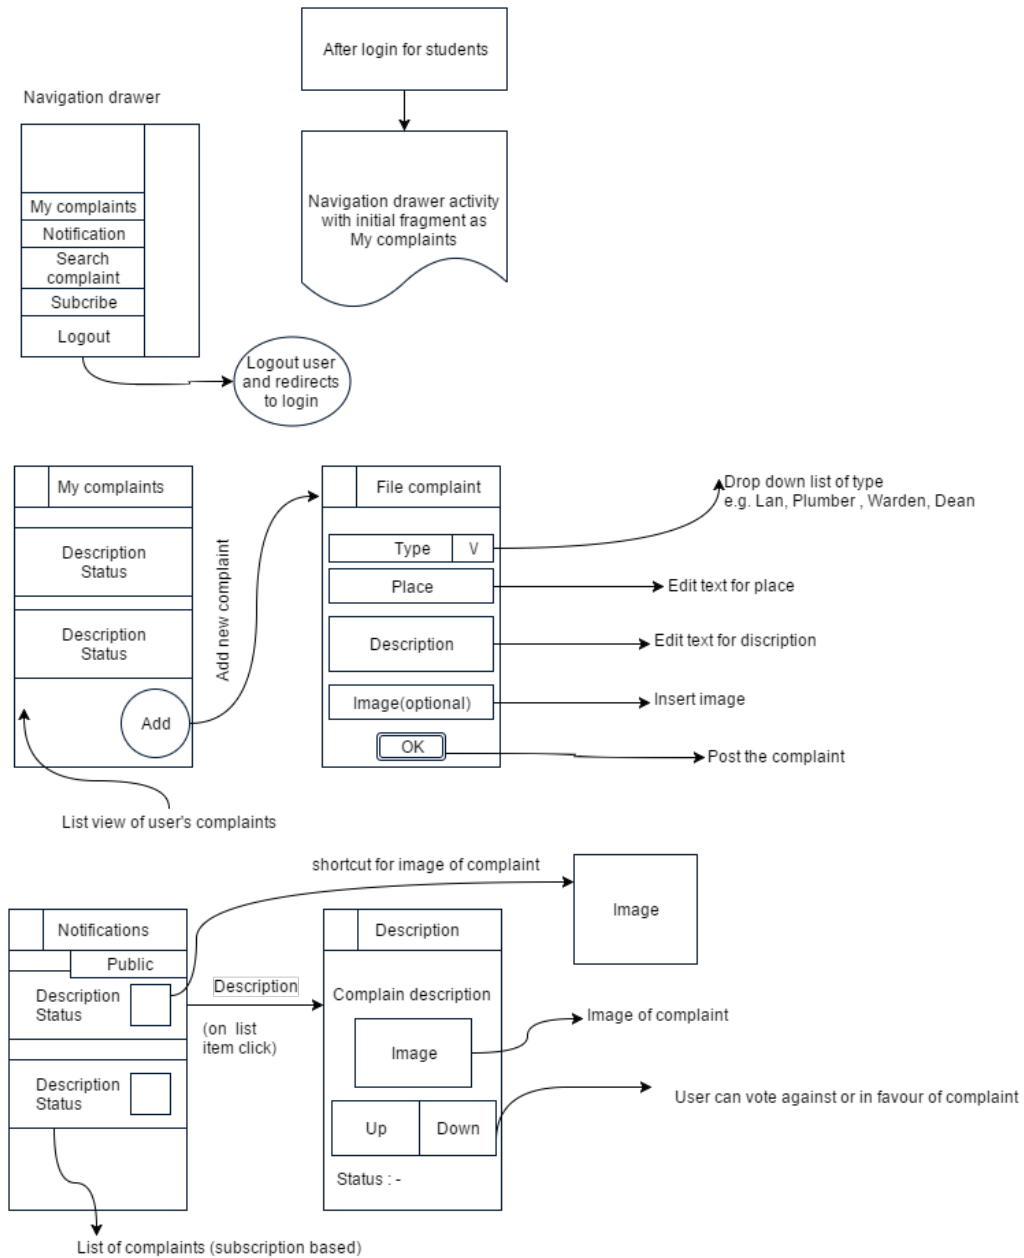 After login for students
Navigation drawer
My complaints
Notification
Search
complaint
Subcribe
Logout
Navigation drawer activity
with initial fragment as
My complaints
Logout user
and redirects
to login
My complaints
Description
Status
Description
Status
Add
Add new complaint
List view of user's complaints
File complaint
Type V
Place
Description
Image(optional)
OK
Drop down list of type
e.g. Lan, Plumber , Warden, Dean
Edit text for place
Edit text for discription
Insert image
Post the complaint
shortcut for image of complaint
Image
Notifications
Public
Description
Status
Description
Status
Description
(on list
item click)
List of complaints (subscription based)
Description
Complain description
Image
Up Down
Status : -
Image of complaint
User can vote against or in favour of complaint